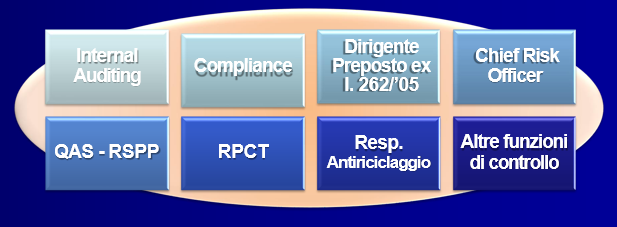 Internal
Auditing
Compliance
Dirigente
Preposto ex
l. 262/'05
Chief Risk
Officer
QAS - RSPP
RPCT
Resp.
Antiriciclaggio
Altre funzioni
di controllo